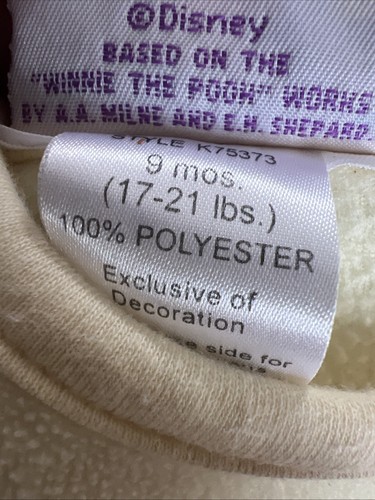 ©Disney
BASED ON THE
"WINNIE THE POOH" WORKS
BY A.A. MILNE AND E.H. SHEPARD
STYLE K75373
9 mos.
(17-21 lbs.)
100% POLYESTER
Exclusive of
Decoration
side for